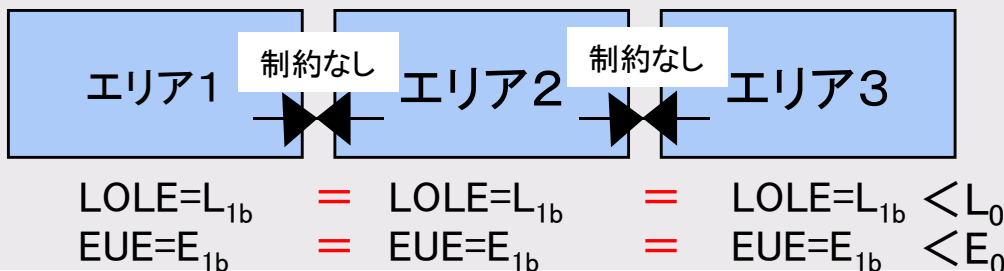 エリア1 制約なし エリア2 制約なし エリア3
LOLE=L1b = LOLE=L1b = LOLE=L1b <L0
EUE=E1b = EUE=E1b = EUE=E1b <E0